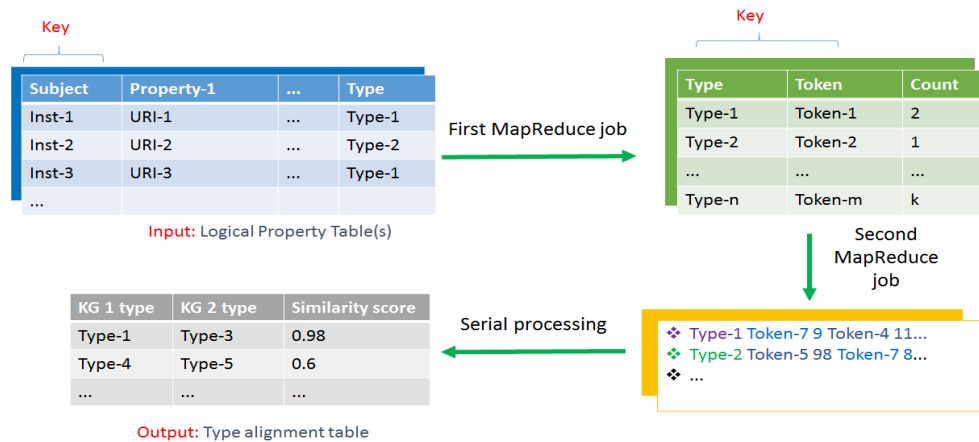 Key
Subject Property-1 ... Type
Inst-1 URI-1 ... Type-1
Inst-2 URI-2 ... Type-2
Inst-3 URI-3 ... Type-1
...
Input: Logical Property Table(s)
First MapReduce job
Key
Type Token Count
Type-1 Token-1 2
Type-2 Token-2 1
... ... ...
Type-n Token-m k
Second
MapReduce
job
❖ Type-1 Token-7 9 Token-4 11...
❖ Type-2 Token-5 98 Token-7 8...
❖ ...
Serial processing
KG 1 type KG 2 type Similarity score
Type-1 Type-3 0.98
Type-4 Type-5 0.6
... ... ...
Output: Type alignment table